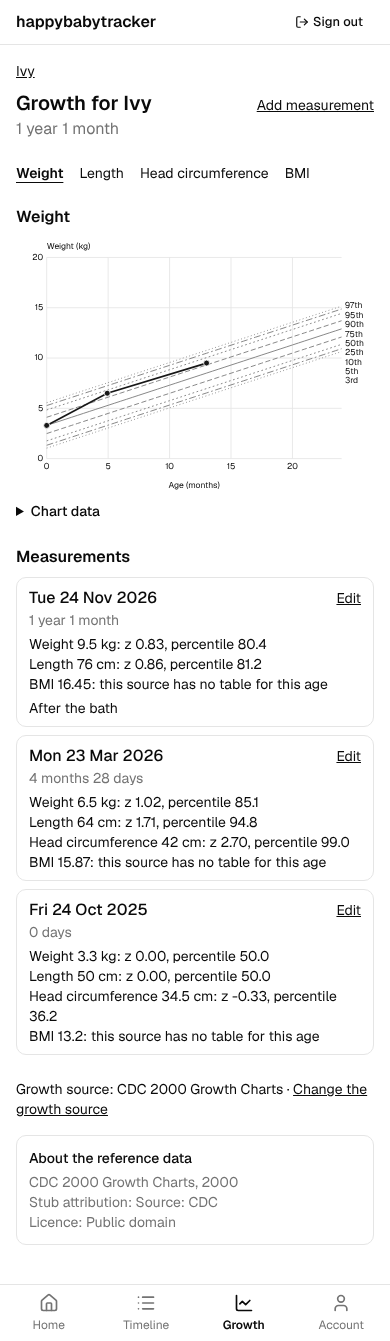 happybabytracker
Sign out
Ivy
Growth for Ivy
Add measurement
1 year 1 month
Weight
Length
Head circumference
BMI
Weight
Weight (kg)
20
15
10
5
0
0
5
10
15
20
97th
95th
90th
75th
50th
25th
10th
5th
3rd
Age (months)
Chart data
Measurements
Tue 24 Nov 2026
Edit
1 year 1 month
Weight 9.5 kg: z 0.83, percentile 80.4
Length 76 cm: z 0.86, percentile 81.2
BMI 16.45: this source has no table for this age
After the bath
Mon 23 Mar 2026
Edit
4 months 28 days
Weight 6.5 kg: z 1.02, percentile 85.1
Length 64 cm: z 1.71, percentile 94.8
Head circumference 42 cm: z 2.70, percentile 99.0
BMI 15.87: this source has no table for this age
Fri 24 Oct 2025
Edit
0 days
Weight 3.3 kg: z 0.00, percentile 50.0
Length 50 cm: z 0.00, percentile 50.0
Head circumference 34.5 cm: z -0.33, percentile
36.2
BMI 13.2: this source has no table for this age
Growth source: CDC 2000 Growth Charts · Change the
growth source
About the reference data
CDC 2000 Growth Charts, 2000
Stub attribution: Source: CDC
Licence: Public domain
Home
Timeline
Growth
Account